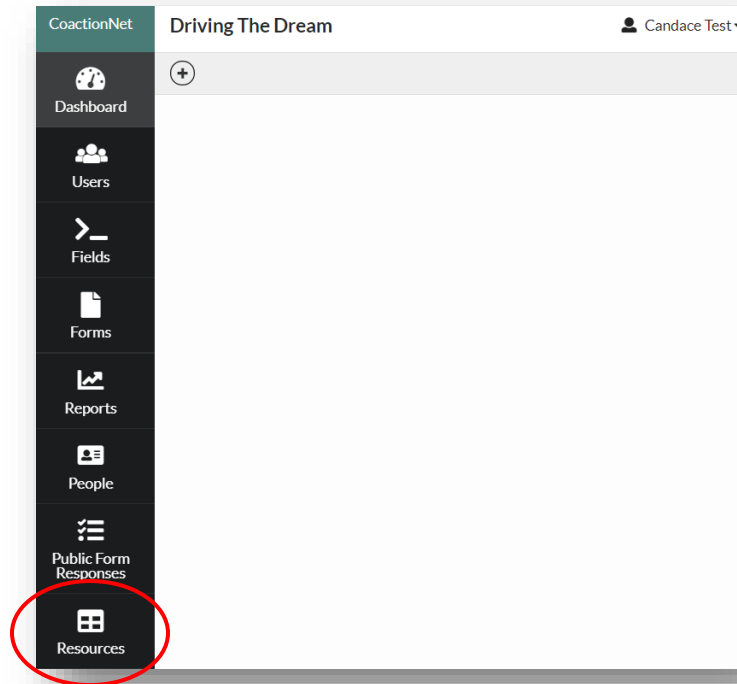 CoactionNet
Driving The Dream
Candace Test
Dashboard
Users
Fields
Forms
Reports
People
Public Form
Responses
Resources